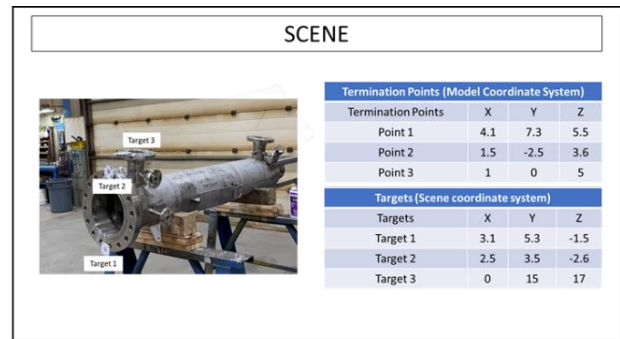 SCENE
Target 3
Target 2
Target 1
Termination Points (Model Coordinate System)
Termination Points X Y Z
Point 1 4.1 7.3 5.5
Point 2 1.5 -2.5 3.6
Point 3 1 0 5
Targets (Scene coordinate system)
Targets X Y Z
Target 1 3.1 5.3 -1.5
Target 2 2.5 3.5 -2.6
Target 3 0 15 17